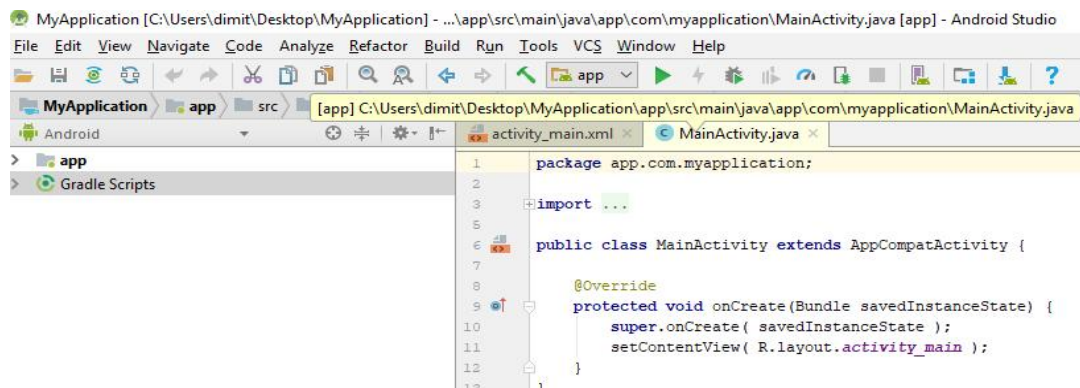 MyApplication [C:\Users\dimit\Desktop\MyApplication] - ...\app\src\main\java\app\com\myapplication\MainActivity.java [app] - Android Studio
File Edit View Navigate Code Analyze Refactor Build Run Tools VCS Window Help
app
MyApplication app src [app] C:\Users\dimit\Desktop\MyApplication\app\src\main\java\app\com\myapplication\MainActivity.java
Android activity_main.xml MainActivity.java
app
Gradle Scripts
1 package app.com.myapplication;
2
3 import ...
5
6 public class MainActivity extends AppCompatActivity {
7
8 @Override
9 protected void onCreate(Bundle savedInstanceState) {
10 super.onCreate( savedInstanceState );
11 setContentView( R.layout.activity_main );
12 }